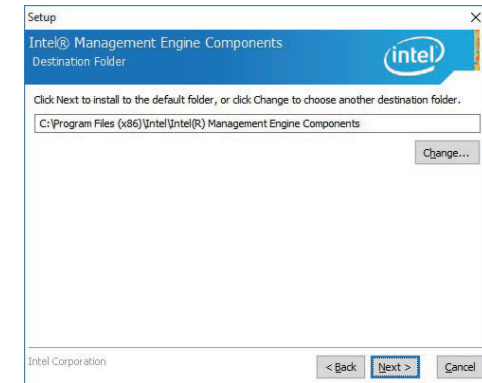 Setup
Intel® Management Engine Components
Destination Folder
intel
Click Next to install to the default folder, or click Change to choose another destination folder.
C:\Program Files (x86)\Intel\Intel(R) Management Engine Components
Change...
Intel Corporation
< Back
Next >
Cancel